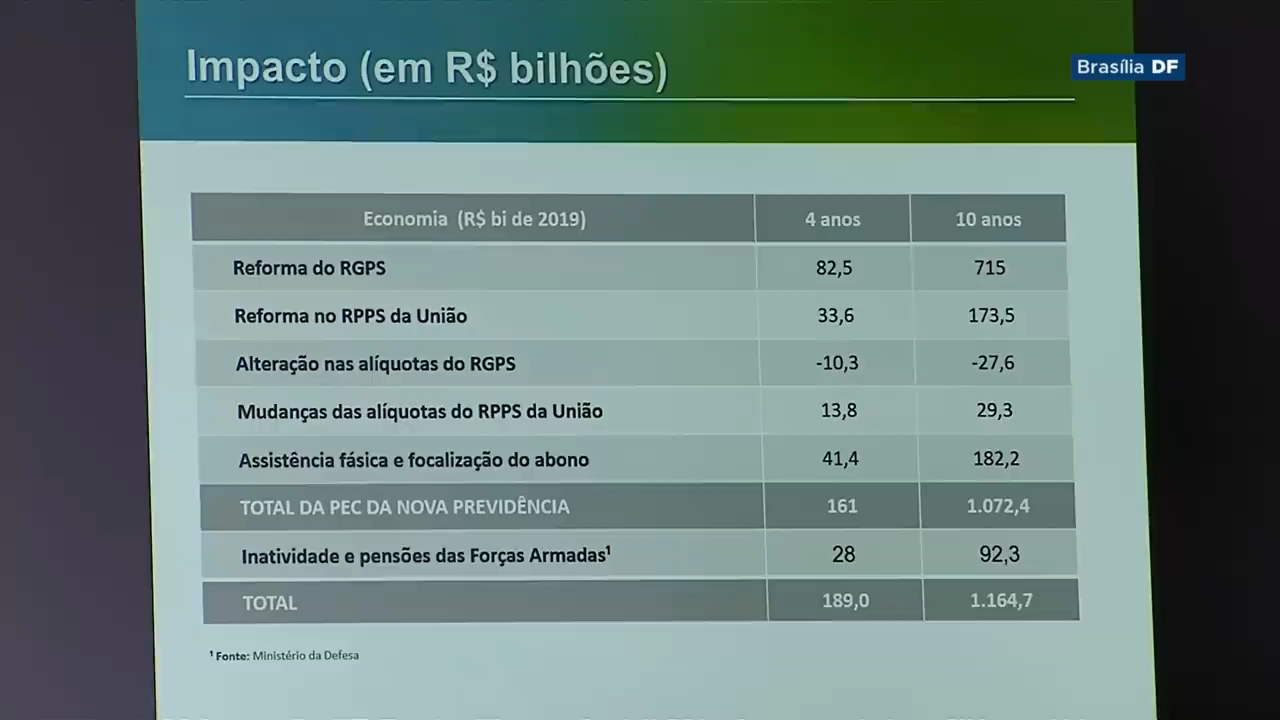 Impacto (em R$ bilhões)
Brasília DF
Economia (R$ bi de 2019) 4 anos 10 anos
Reforma do RGPS 82,5 715
Reforma no RPPS da União 33,6 173,5
Alteração nas alíquotas do RGPS -10,3 -27,6
Mudanças das alíquotas do RPPS da União 13,8 29,3
Assistência fásica e focalização do abono 41,4 182,2
TOTAL DA PEC DA NOVA PREVIDÊNCIA 161 1.072,4
Inatividade e pensões das Forças Armadas¹ 28 92,3
TOTAL 189,0 1.164,7
¹ Fonte: Ministério da Defesa